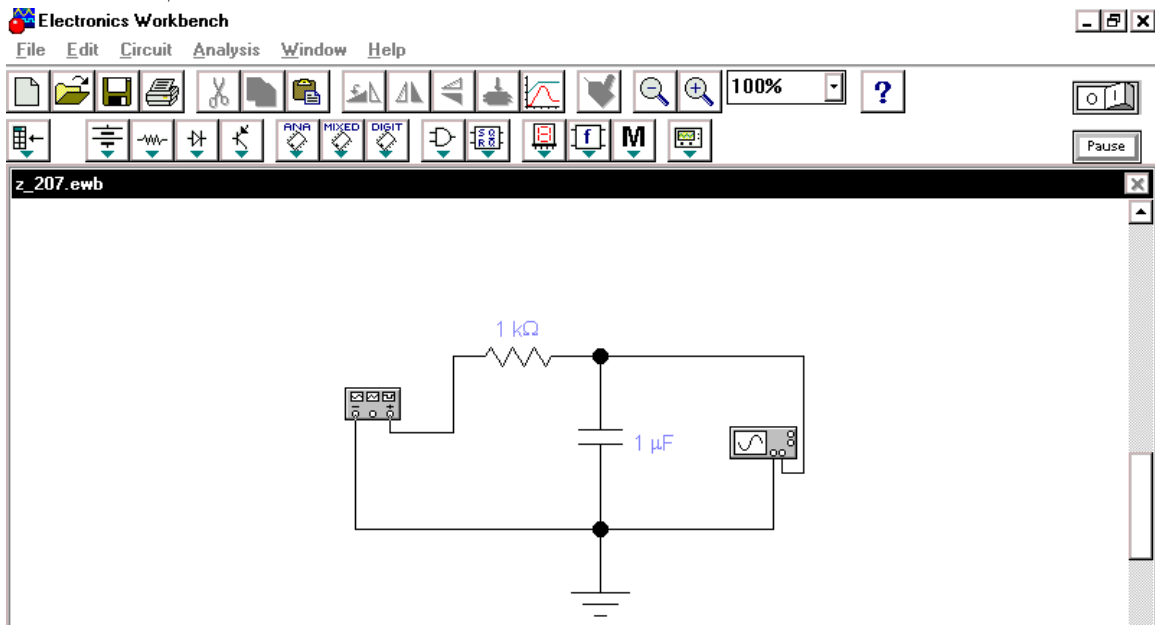 Electronics Workbench
File Edit Circuit Analysis Window Help
100% ?
O I
ANA MIXED DIGIT f M
Pause
z_207.ewb
1 kΩ
1 µF